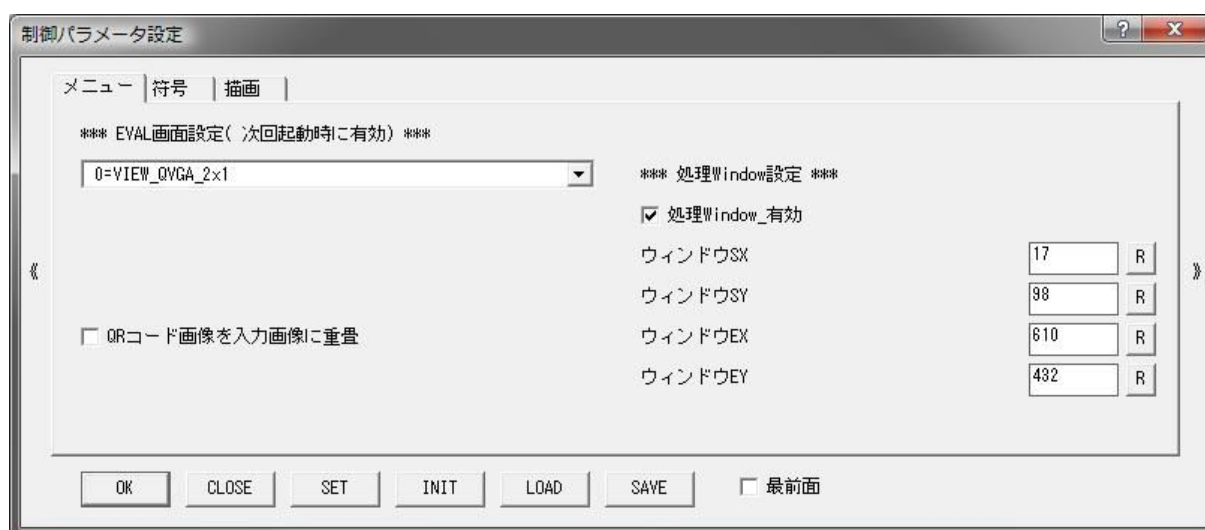 制御パラメータ設定
?
X
メニュー 符号 描画
*** EVAL画面設定( 次回起動時に有効) ***
0=VIEW_QVGA_2x1
*** 処理Window設定 ***
処理Window_有効
ウィンドウSX 17 R
ウィンドウSY 98 R
QRコード画像を入力画像に重畳
ウィンドウEX 610 R
ウィンドウEY 432 R
《
》
OK CLOSE SET INIT LOAD SAVE 最前面